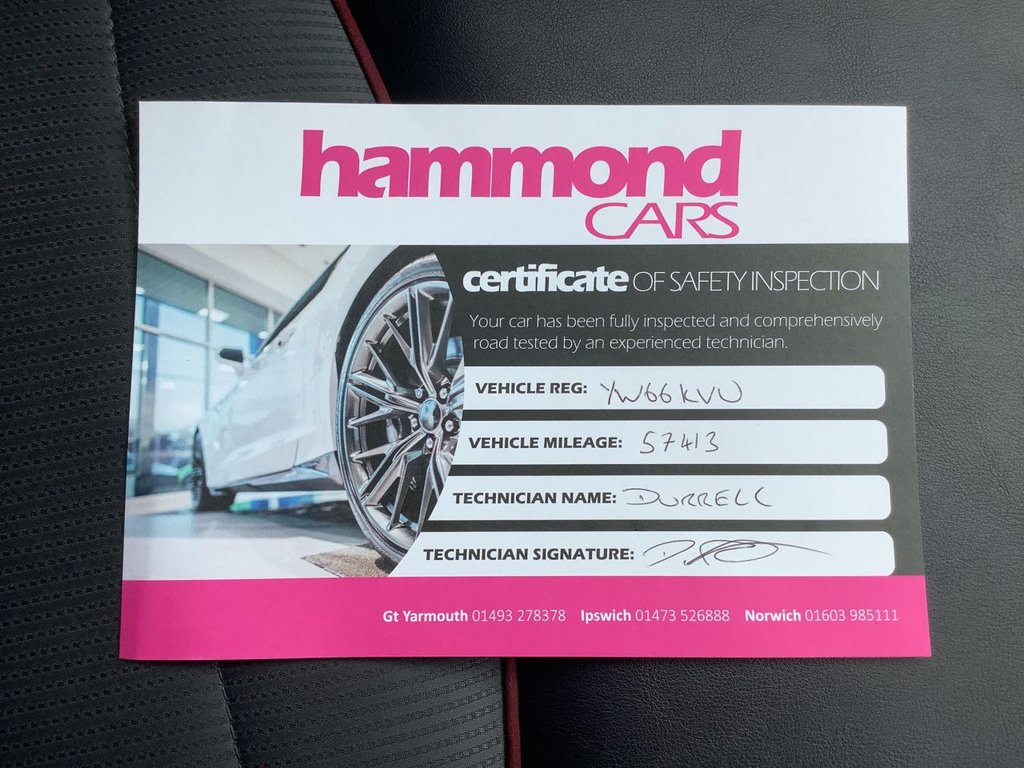 hammond
CARS
certificate OF SAFETY INSPECTION
Your car has been fully inspected and comprehensively
road tested by an experienced technician.
VEHICLE REG: YW66 KVU
VEHICLE MILEAGE: 57413
TECHNICIAN NAME: DURRELL
TECHNICIAN SIGNATURE:
Gt Yarmouth 01493 278378 Ipswich 01473 526888 Norwich 01603 985111